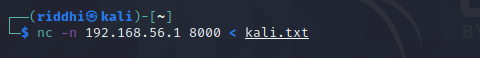 ┌──(riddhi㉿kali)-[~]
└─$ nc -n 192.168.56.1 8000 < kali.txt